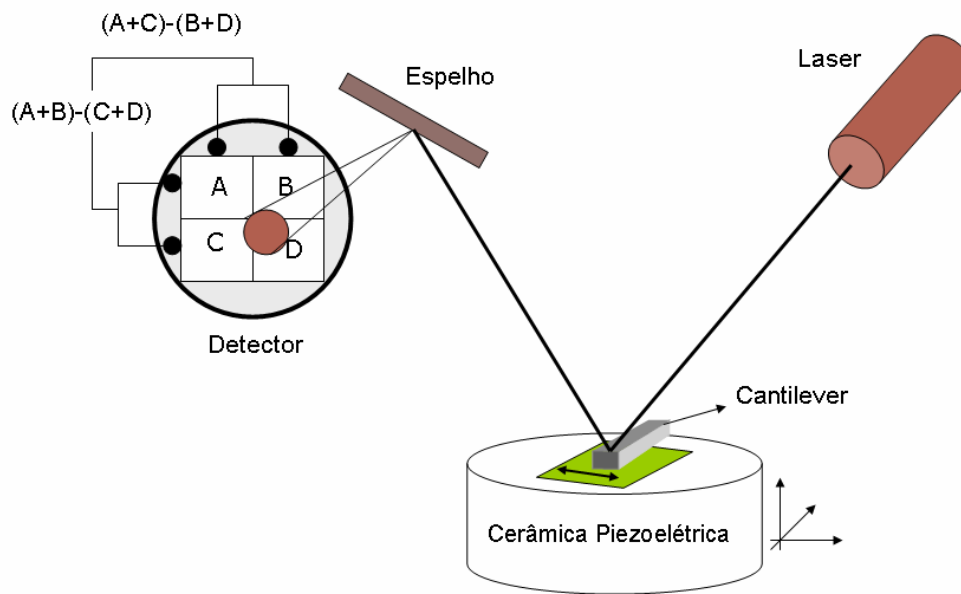 (A+C)-(B+D)
Espelho
Laser
(A+B)-(C+D)
A
B
C
D
Detector
Cantilever
Cerâmica Piezoelétrica